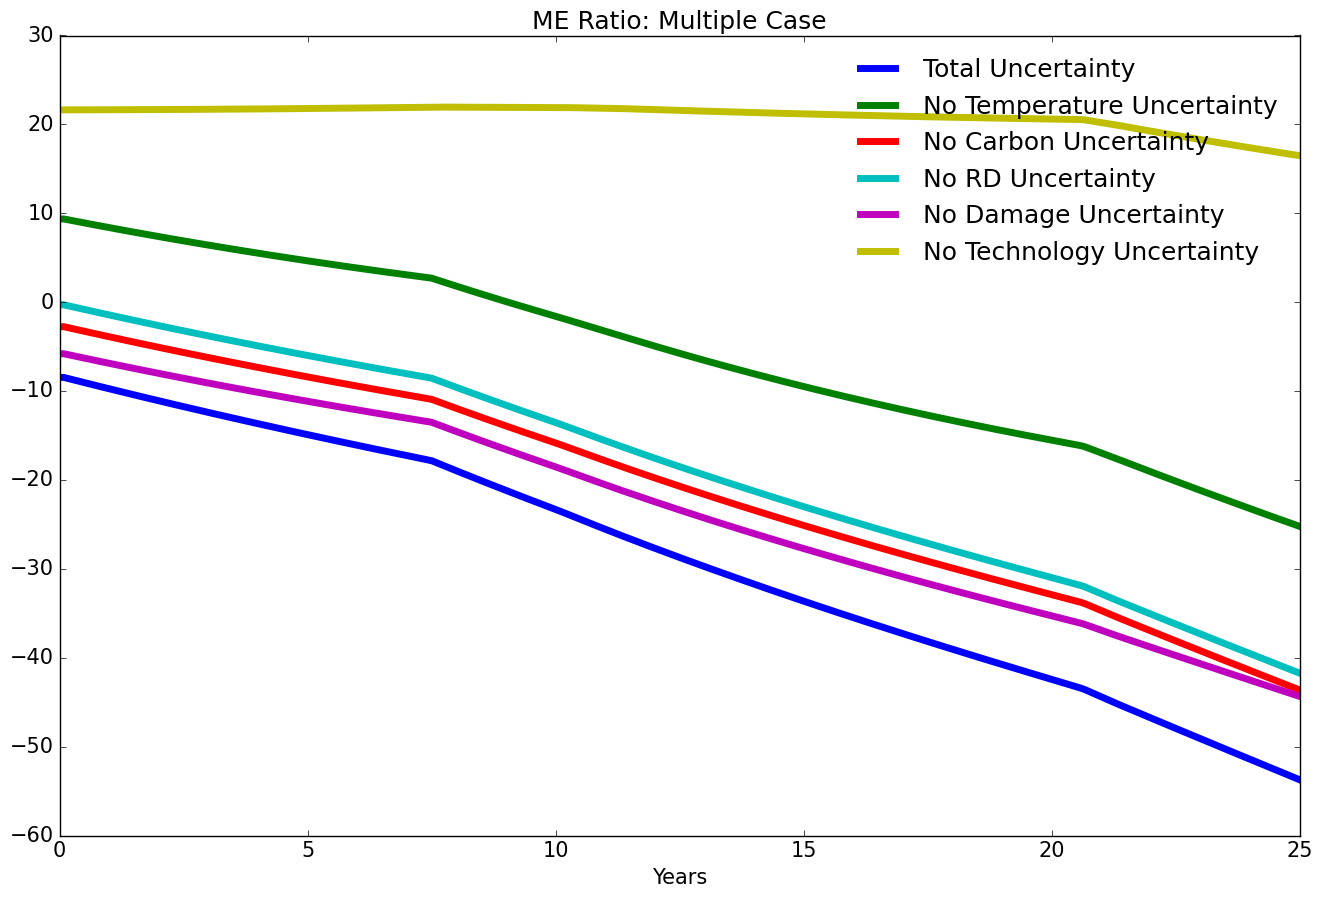 ME Ratio: Multiple Case
30
20
10
0
−10
−20
−30
−40
−50
−60
Total Uncertainty
No Temperature Uncertainty
No Carbon Uncertainty
No RD Uncertainty
No Damage Uncertainty
No Technology Uncertainty
0 5 10 15 20 25
Years